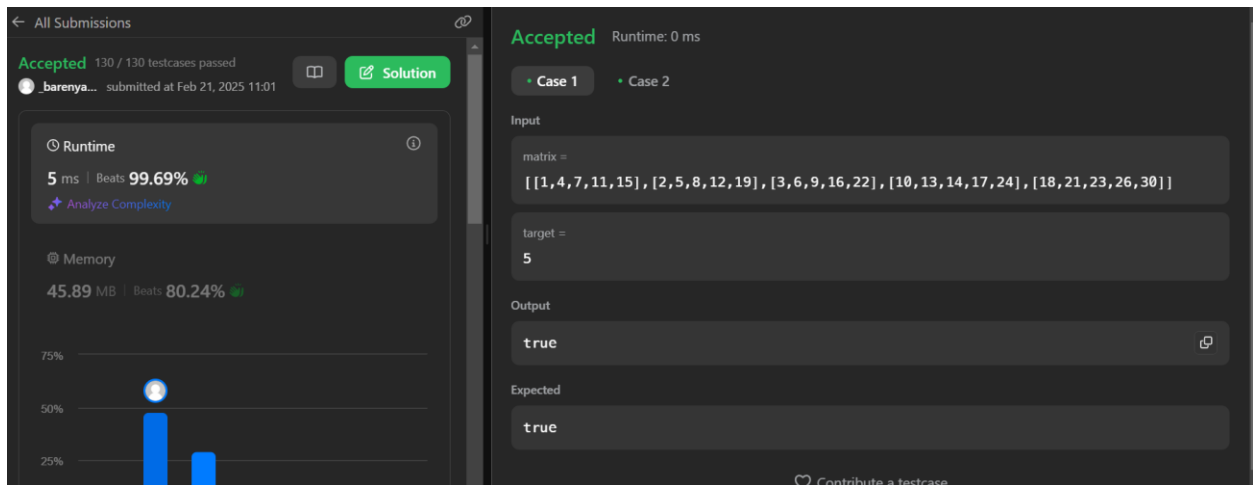 ← All Submissions
Accepted 130 / 130 testcases passed
Solution
_barenya... submitted at Feb 21, 2025 11:01
Runtime
5 ms | Beats 99.69%
Analyze Complexity
Memory
45.89 MB | Beats 80.24%
75%
50%
25%
Accepted Runtime: 0 ms
• Case 1 • Case 2
Input
matrix =
[[1,4,7,11,15],[2,5,8,12,19],[3,6,9,16,22],[10,13,14,17,24],[18,21,23,26,30]]
target =
5
Output
true
Expected
true
Contribute a testcase